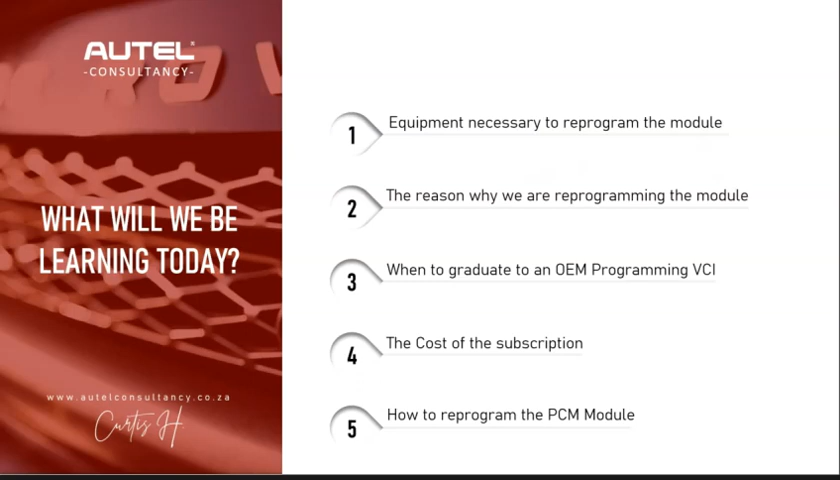 AUTEL
-CONSULTANCY-
WHAT WILL WE BE
LEARNING TODAY?
www.autelconsultancy.co.za
Curtis H.
1 Equipment necessary to reprogram the module
2 The reason why we are reprogramming the module
3 When to graduate to an OEM Programming VCI
4 The Cost of the subscription
5 How to reprogram the PCM Module